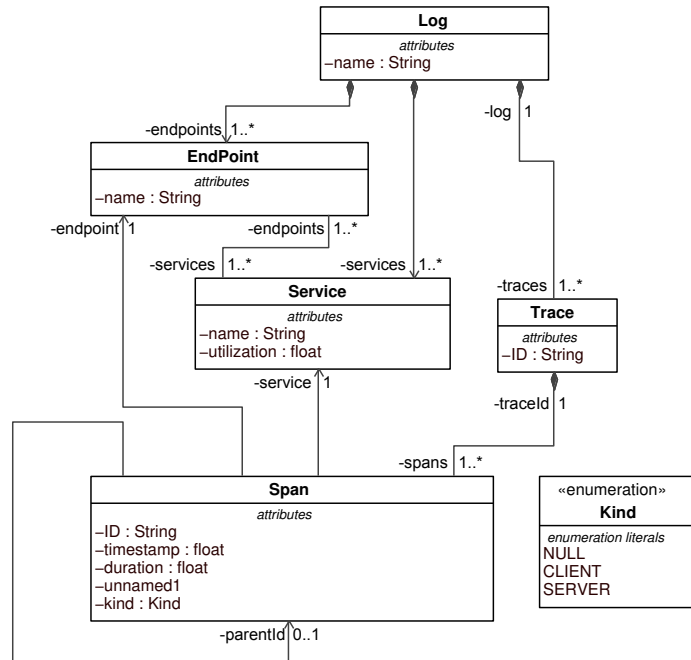 Log
attributes
–name : String
-endpoints 1..*
-log 1
EndPoint
attributes
–name : String
-endpoint 1
-endpoints 1..*
-services 1..*
-services 1..*
-traces 1..*
Service
attributes
–name : String
–utilization : float
Trace
attributes
–ID : String
-service 1
-traceId 1
-spans 1..*
Span
attributes
–ID : String
–timestamp : float
–duration : float
–unnamed1
–kind : Kind
«enumeration»
Kind
enumeration literals
NULL
CLIENT
SERVER
-parentId 0..1